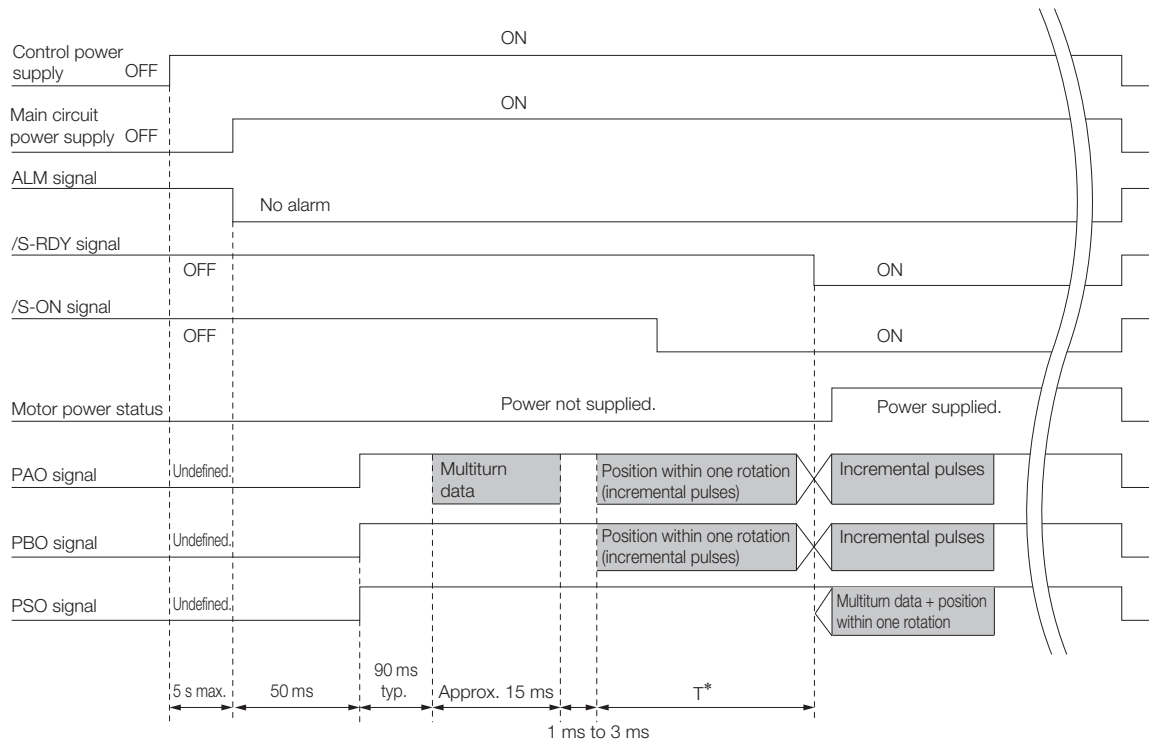 ON
Control power
supply OFF
ON
Main circuit
power supply OFF
ALM signal
No alarm
/S-RDY signal
OFF
ON
/S-ON signal
OFF
ON
Motor power status
Power not supplied.
Power supplied.
PAO signal
Undefined.
Multiturn
data
Position within one rotation
(incremental pulses)
Incremental pulses
PBO signal
Undefined.
Position within one rotation
(incremental pulses)
Incremental pulses
PSO signal
Undefined.
Multiturn data + position
within one rotation
5 s max.
50 ms
90 ms
typ.
Approx. 15 ms
1 ms to 3 ms
T*